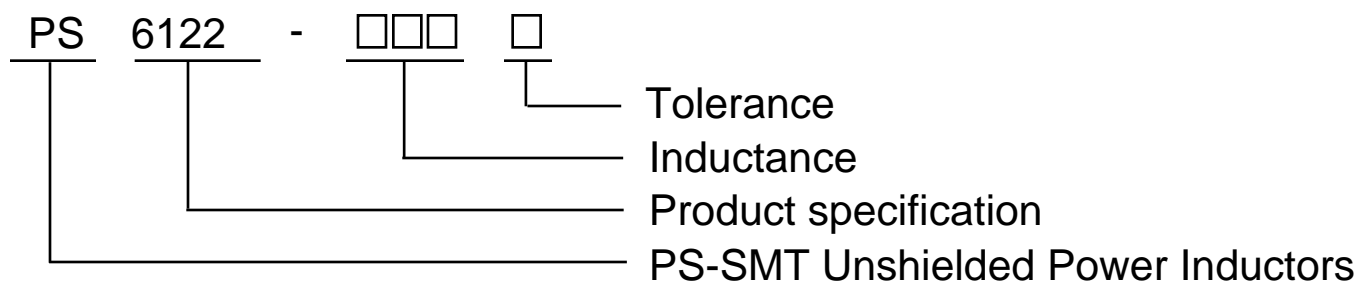 PS 6122 - □□□ □
Tolerance
Inductance
Product specification
PS-SMT Unshielded Power Inductors